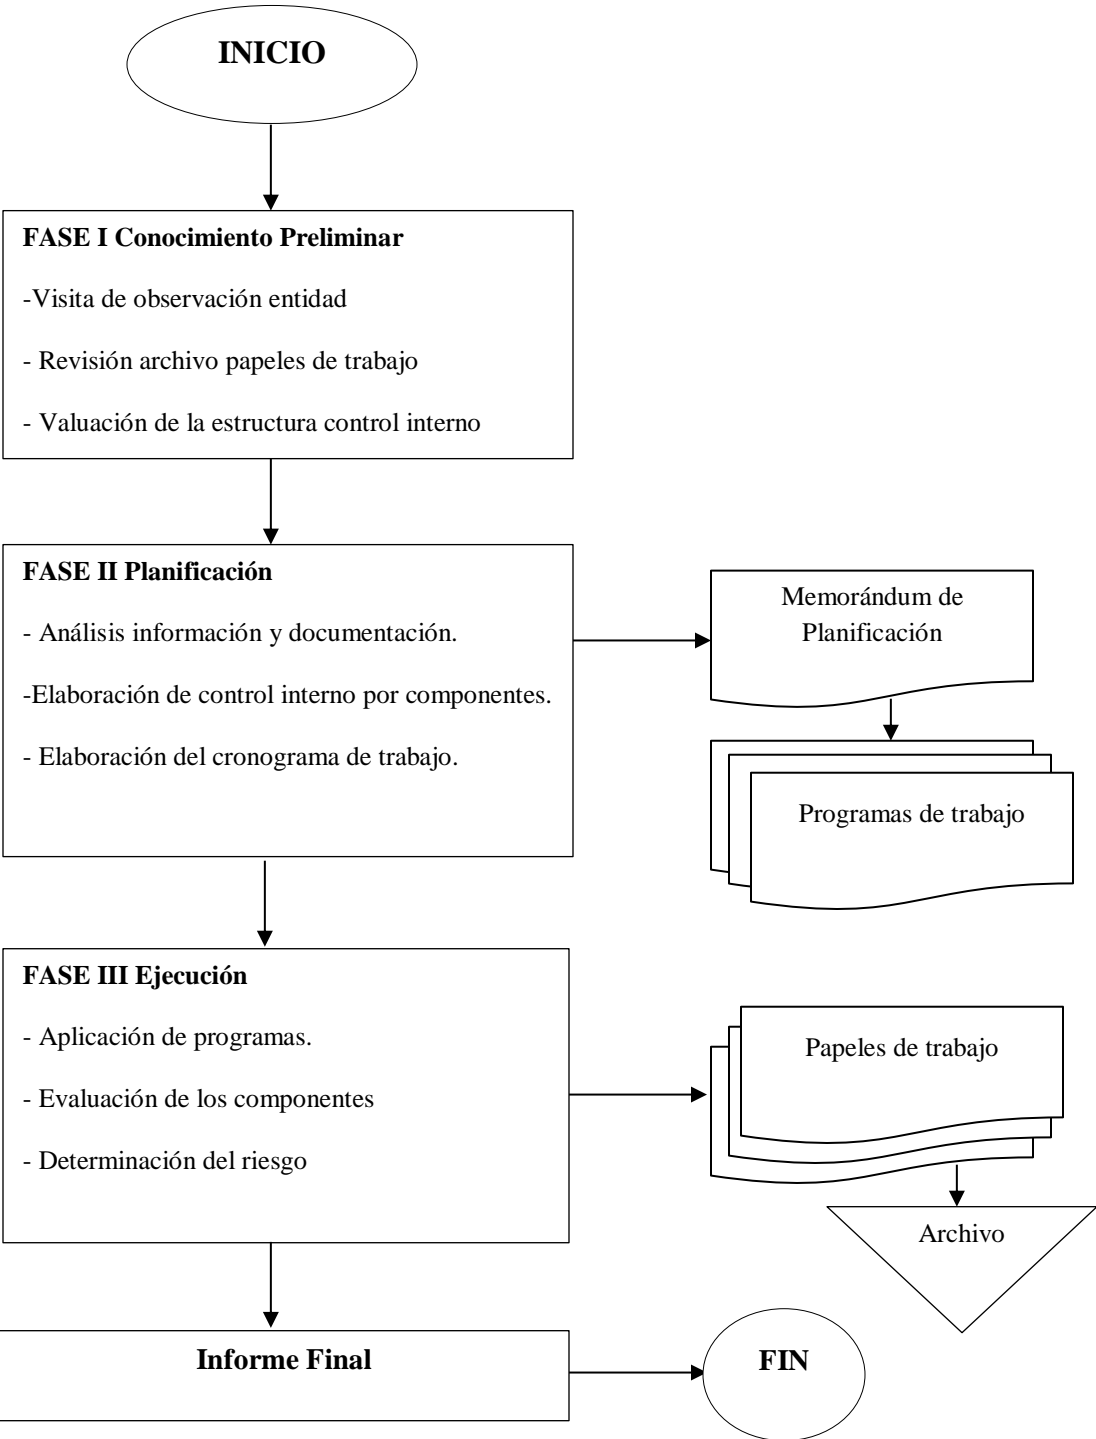 INICIO
FASE I Conocimiento Preliminar
-Visita de observación entidad
- Revisión archivo papeles de trabajo
- Valuación de la estructura control interno
FASE II Planificación
- Análisis información y documentación.
-Elaboración de control interno por componentes.
- Elaboración del cronograma de trabajo.
Memorándum de
Planificación
Programas de trabajo
FASE III Ejecución
- Aplicación de programas.
- Evaluación de los componentes
- Determinación del riesgo
Papeles de trabajo
Archivo
Informe Final
FIN